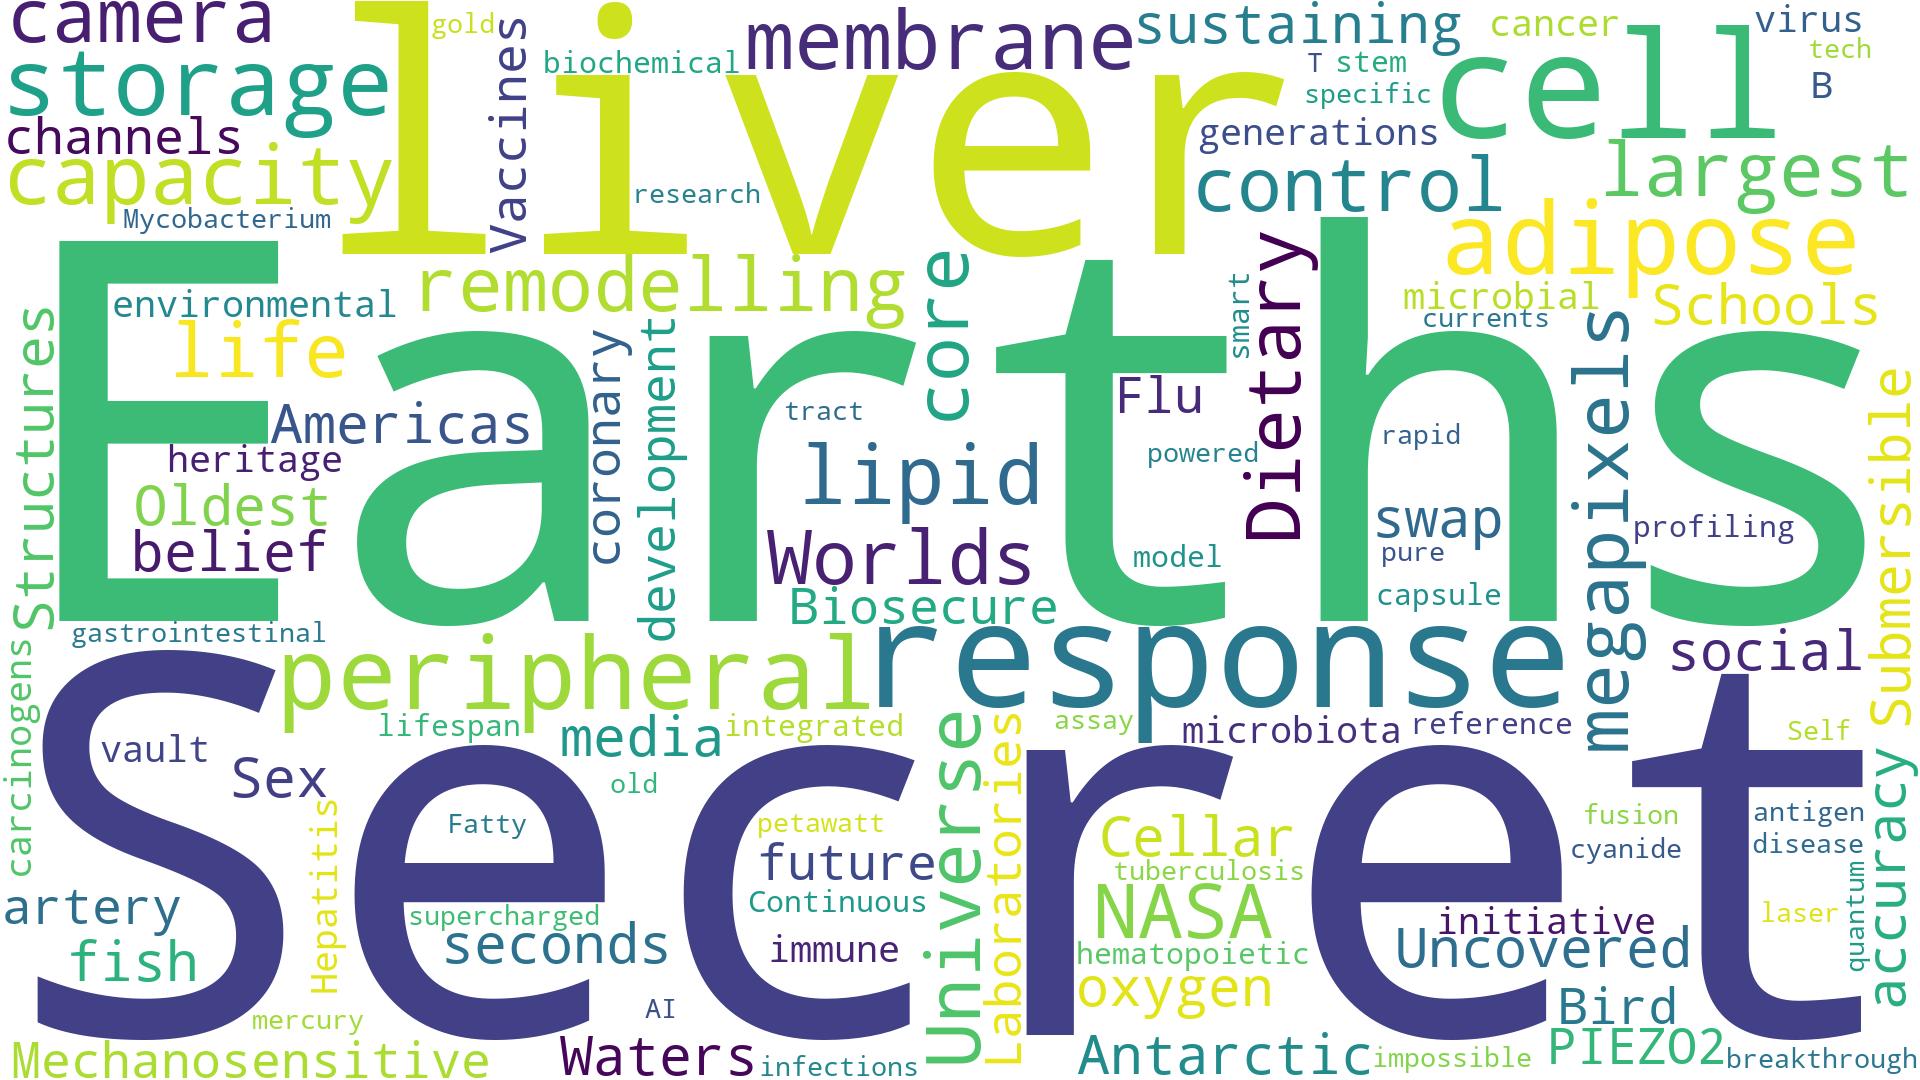 camera
gold
liver
Vaccines
biochemical
membrane
sustaining
cancer
virus
tech
storage
T
stem
cell
B
specific
channels
generations
capacity
research
control
largest
Mycobacterium
adipose
remodelling
core
smart
Dietary
microbial
Schools
currents
environmental
Structures
life
coronary
development
Earths
megapixels
Submersible
Americas
tract
Flu
rapid
heritage
lipid
powered
Oldest
swap
profiling
belief
Worlds
model
pure
Biosecure
capsule
gastrointestinal
carcinogens
peripheral
response
social
lifespan
media
integrated
Universe
Laboratories
assay
microbiota
reference
Self
vault
Sex
old
accuracy
Secret
Hepatitis
Fatty
petawatt
Cellar
fusion
antigen
future
cyanide
disease
tuberculosis
artery
supercharged
Continuous
NASA
initiative
laser
quantum
fish
seconds
immune
hematopoietic
Uncovered
oxygen
mercury
AI
Bird
Mechanosensitive
Waters
infections
Antarctic
impossible
PIEZO2
breakthrough